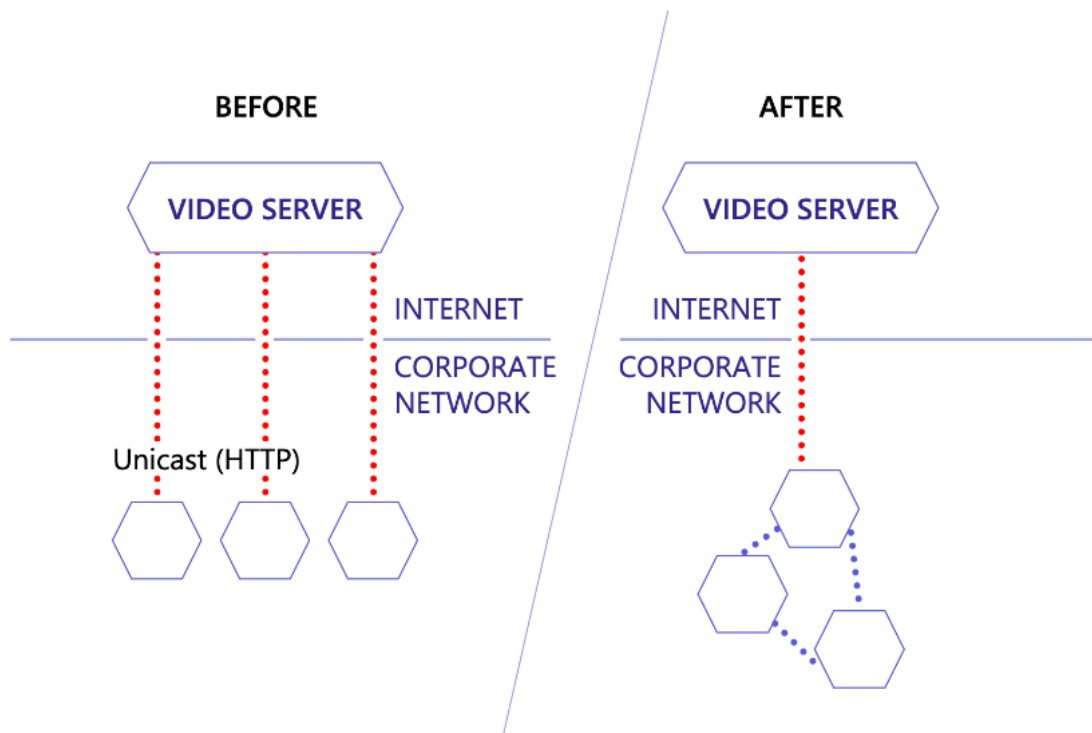 BEFORE
VIDEO SERVER
INTERNET
CORPORATE
NETWORK
Unicast (HTTP)
AFTER
VIDEO SERVER
INTERNET
CORPORATE
NETWORK